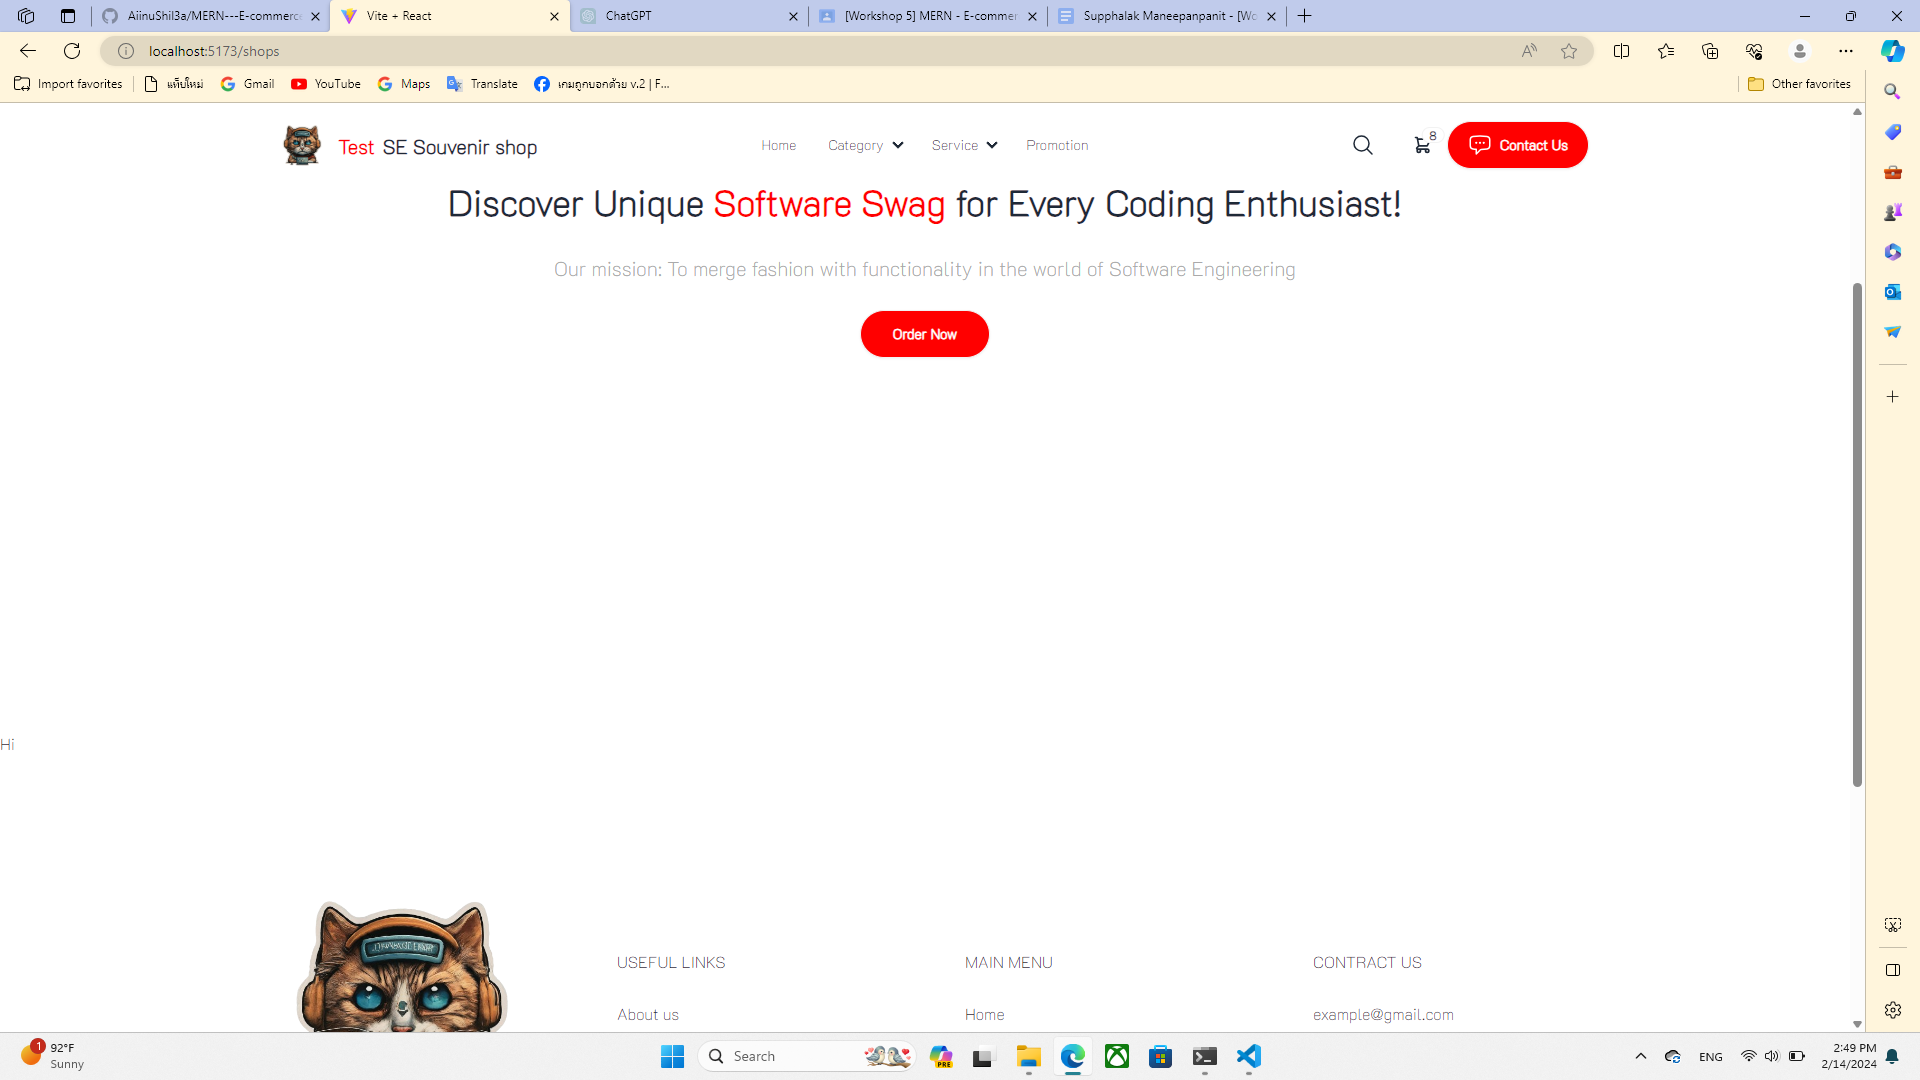 AiinuShil3a/MERN---E-commerce
Vite + React
ChatGPT
[Workshop 5] MERN - E-commer
Supphalak Maneepanpanit - [Wo
localhost:5173/shops
Import favorites
แท็บใหม่
Gmail
YouTube
Maps
Translate
เกมถูกบอกด้วย v.2 | F...
Other favorites
Test SE Souvenir shop
Home
Category
Service
Promotion
8
Contact Us
Discover Unique Software Swag for Every Coding Enthusiast!
Our mission: To merge fashion with functionality in the world of Software Engineering
Order Now
Hi
USEFUL LINKS
MAIN MENU
CONTRACT US
About us
Home
example@gmail.com
1
92°F
Sunny
Search
PRE
ENG
2:49 PM
2/14/2024